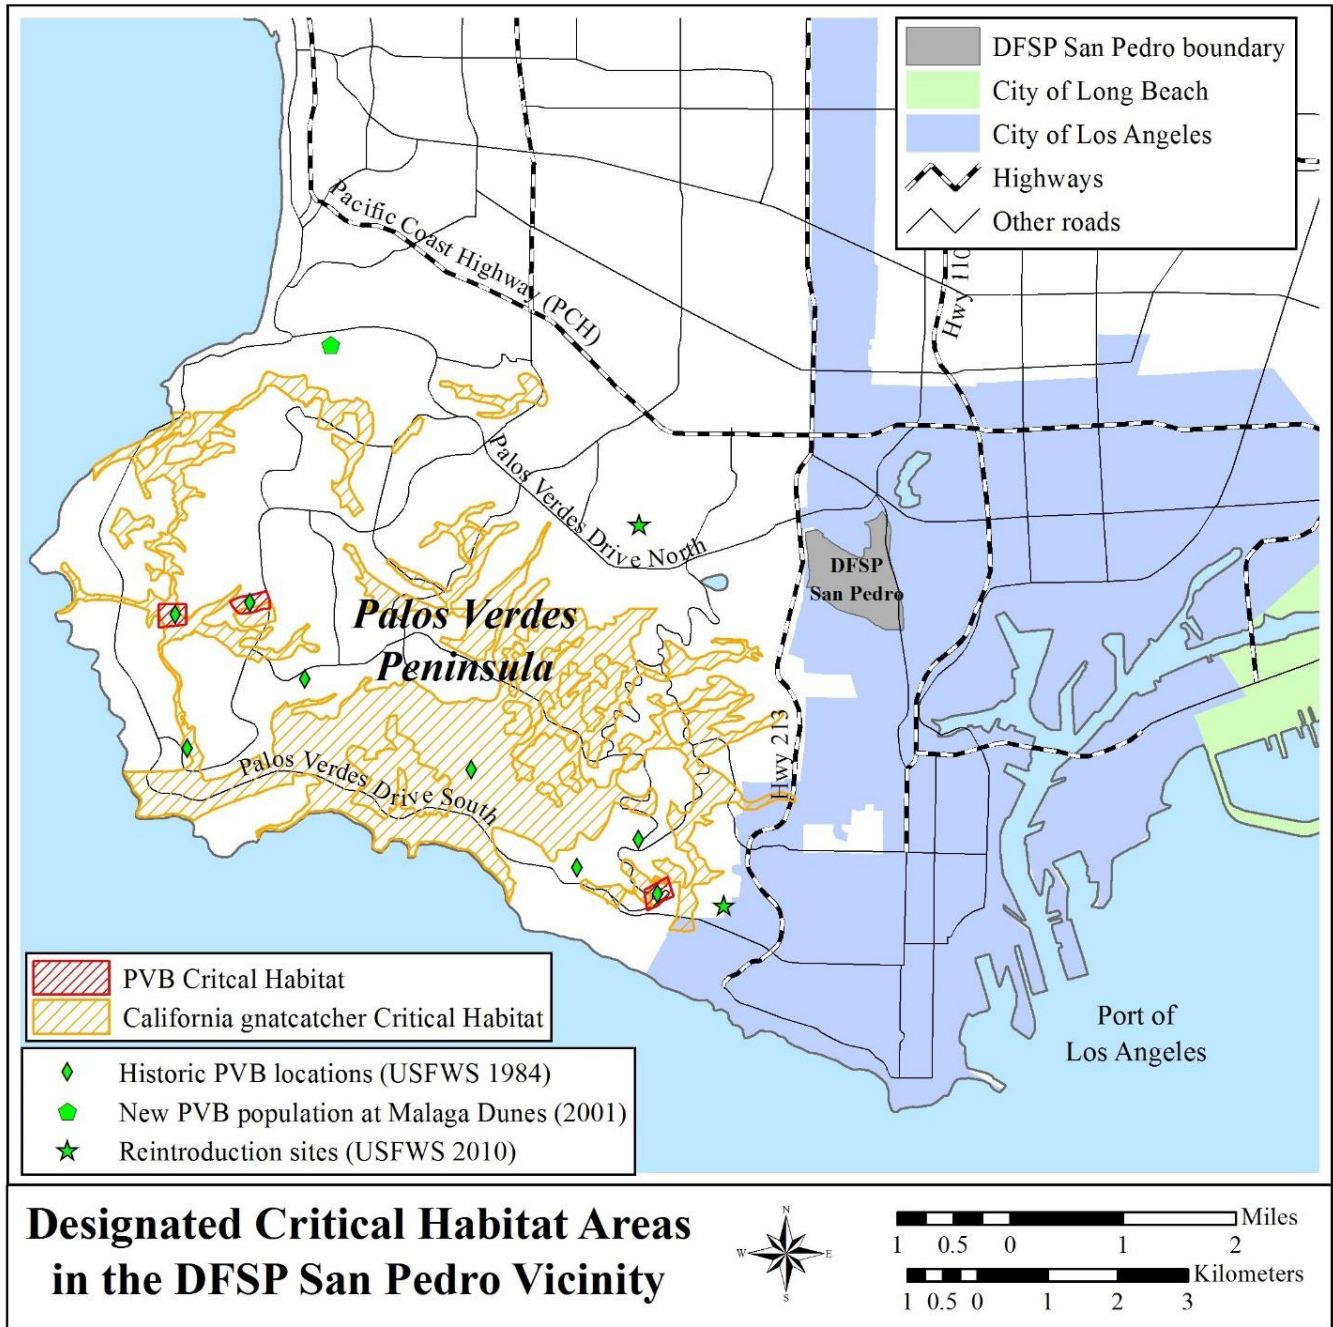 DFSP San Pedro boundary
City of Long Beach
City of Los Angeles
Highways
Other roads
Pacific Coast Highway (PCH)
Hwy 110
Palos Verdes Drive North
DFSP
San Pedro
Palos Verdes
Peninsula
Hwy 213
Palos Verdes Drive South
Port of
Los Angeles
PVB Critcal Habitat
California gnatcatcher Critical Habitat
Historic PVB locations (USFWS 1984)
New PVB population at Malaga Dunes (2001)
Reintroduction sites (USFWS 2010)
Designated Critical Habitat Areas
in the DFSP San Pedro Vicinity
N
W E
S
Miles
1 0.5 0 1 2
Kilometers
1 0.5 0 1 2 3